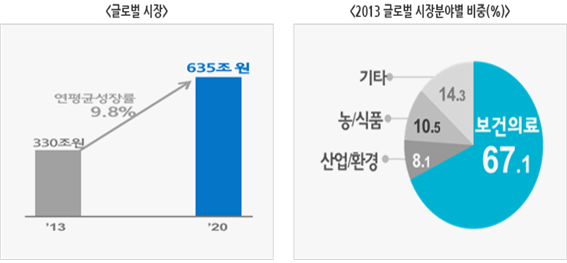 <글로벌 시장>
635조 원
연평균성장률
9.8%
330조원
'13
'20
<2013 글로벌 시장분야별 비중(%)>
기타
14.3
농/식품
10.5
보건의료
67.1
산업/환경
8.1